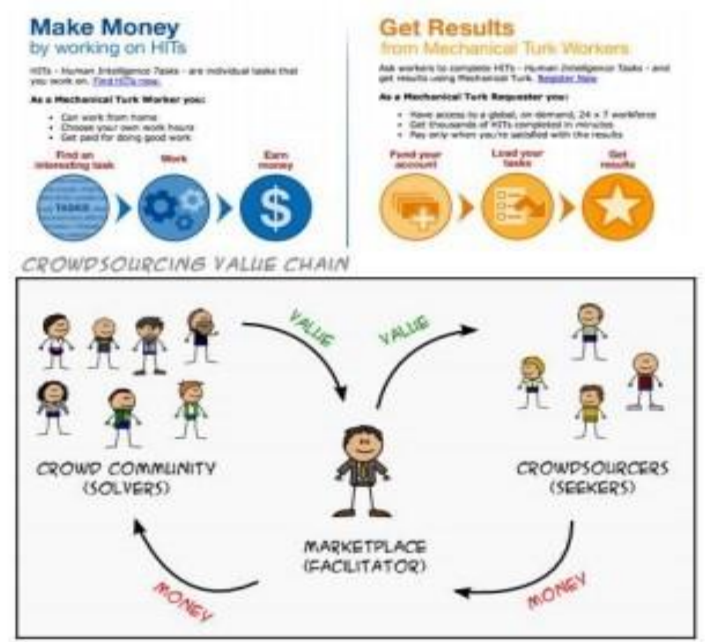 Make Money
by working on HITs
HITs - Human Intelligence Tasks - are individual tasks that
you work on. Find HITs now.
As a Mechanical Turk Worker you:
• Can work from home
• Choose your own work hours
• Get paid for doing good work
Find an
interesting task
Work
Earn
money
TASKS
$
Get Results
from Mechanical Turk Workers
Ask workers to complete HITs - Human Intelligence Tasks - and
get results using Mechanical Turk. Register Now
As a Mechanical Turk Requester you:
• Have access to a global, on-demand, 24 x 7 workforce
• Get thousands of HITs completed in minutes
• Pay only when you're satisfied with the results
Fund your
account
Load your
tasks
Get
results
CROWDSOURCING VALUE CHAIN
VALUE
VALUE
CROWD COMMUNITY
(SOLVERS)
CROWDSOURCERS
(SEEKERS)
MARKETPLACE
(FACILITATOR)
MONEY
MONEY